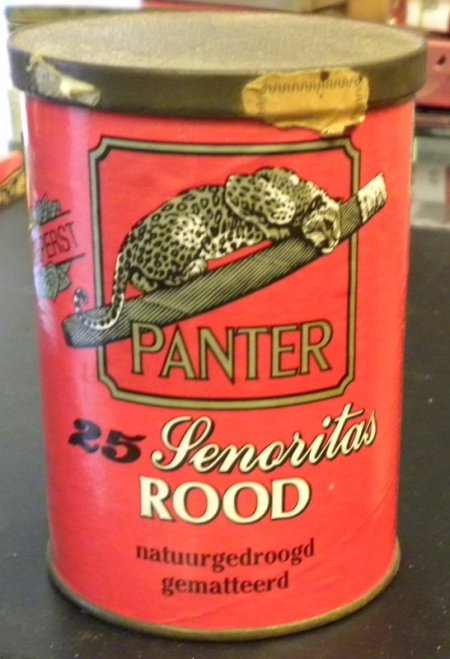 PANTER
25 Senoritas
ROOD
natuurgedroogd
gematteerd